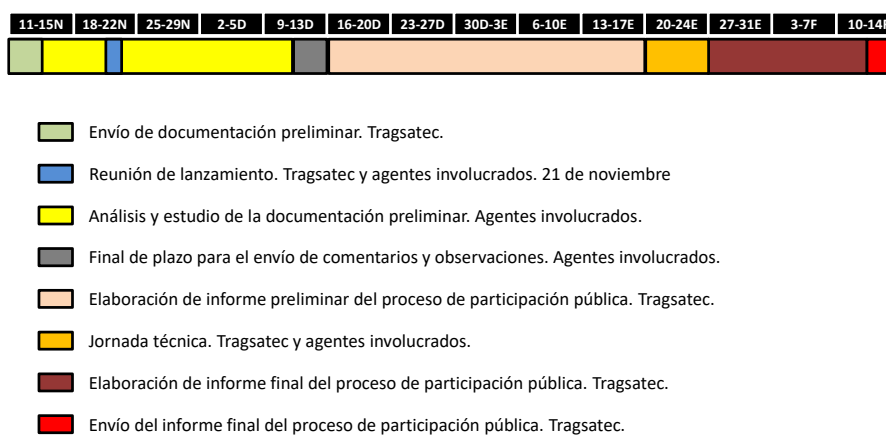 11-15N 18-22N 25-29N 2-5D 9-13D 16-20D 23-27D 30D-3E 6-10E 13-17E 20-24E 27-31E 3-7F 10-14F
Envío de documentación preliminar. Tragsatec.
Reunión de lanzamiento. Tragsatec y agentes involucrados. 21 de noviembre
Análisis y estudio de la documentación preliminar. Agentes involucrados.
Final de plazo para el envío de comentarios y observaciones. Agentes involucrados.
Elaboración de informe preliminar del proceso de participación pública. Tragsatec.
Jornada técnica. Tragsatec y agentes involucrados.
Elaboración de informe final del proceso de participación pública. Tragsatec.
Envío del informe final del proceso de participación pública. Tragsatec.